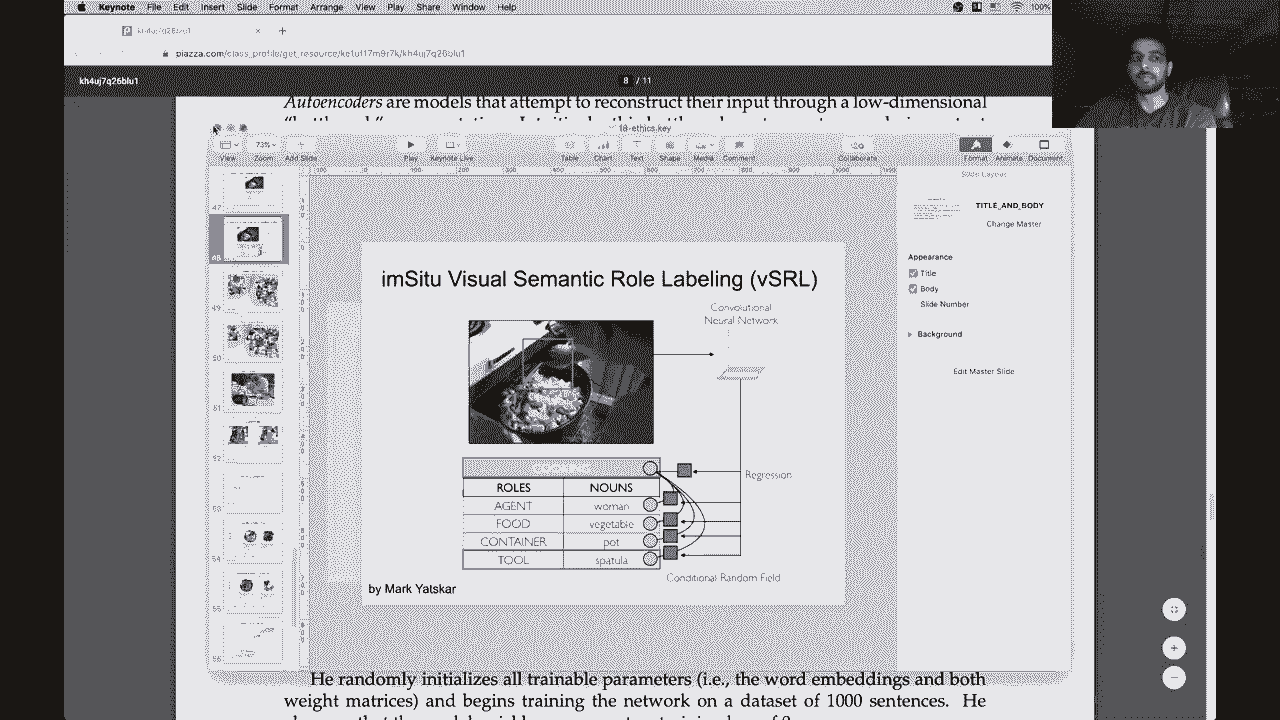 Keynote File Edit Insert Slide Format Arrange View Play Share Window Help 100%
piazza.com/class_profile/get_resource/ke1uf17m9r7k/kh4uj7q26blu1
kh4uj7q26blu1
8 / 11
Autoencoders are models that attempt to reconstruct their input through a low-dimensional
18-ethics.key
73%
View Zoom Add Slide Play Keynote Live Table Chart Text Shape Media Comment Collaborate Format Animate Document
Slide Layout
TITLE_AND_BODY
Change Master
Appearance
Title
Body
Slide Number
Background
Edit Master Slide
47
48
49
50
51
52
53
54
55
56
imSitu Visual Semantic Role Labeling (vSRL)
Convolutional
Neural Network
Regression
ROLES NOUNS
AGENT woman
FOOD vegetable
CONTAINER pot
TOOL spatula
Conditional Random Field
by Mark Yatskar
He randomly initializes all trainable parameters (i.e., the word embeddings and both
weight matrices) and begins training the network on a dataset of 1000 sentences. He